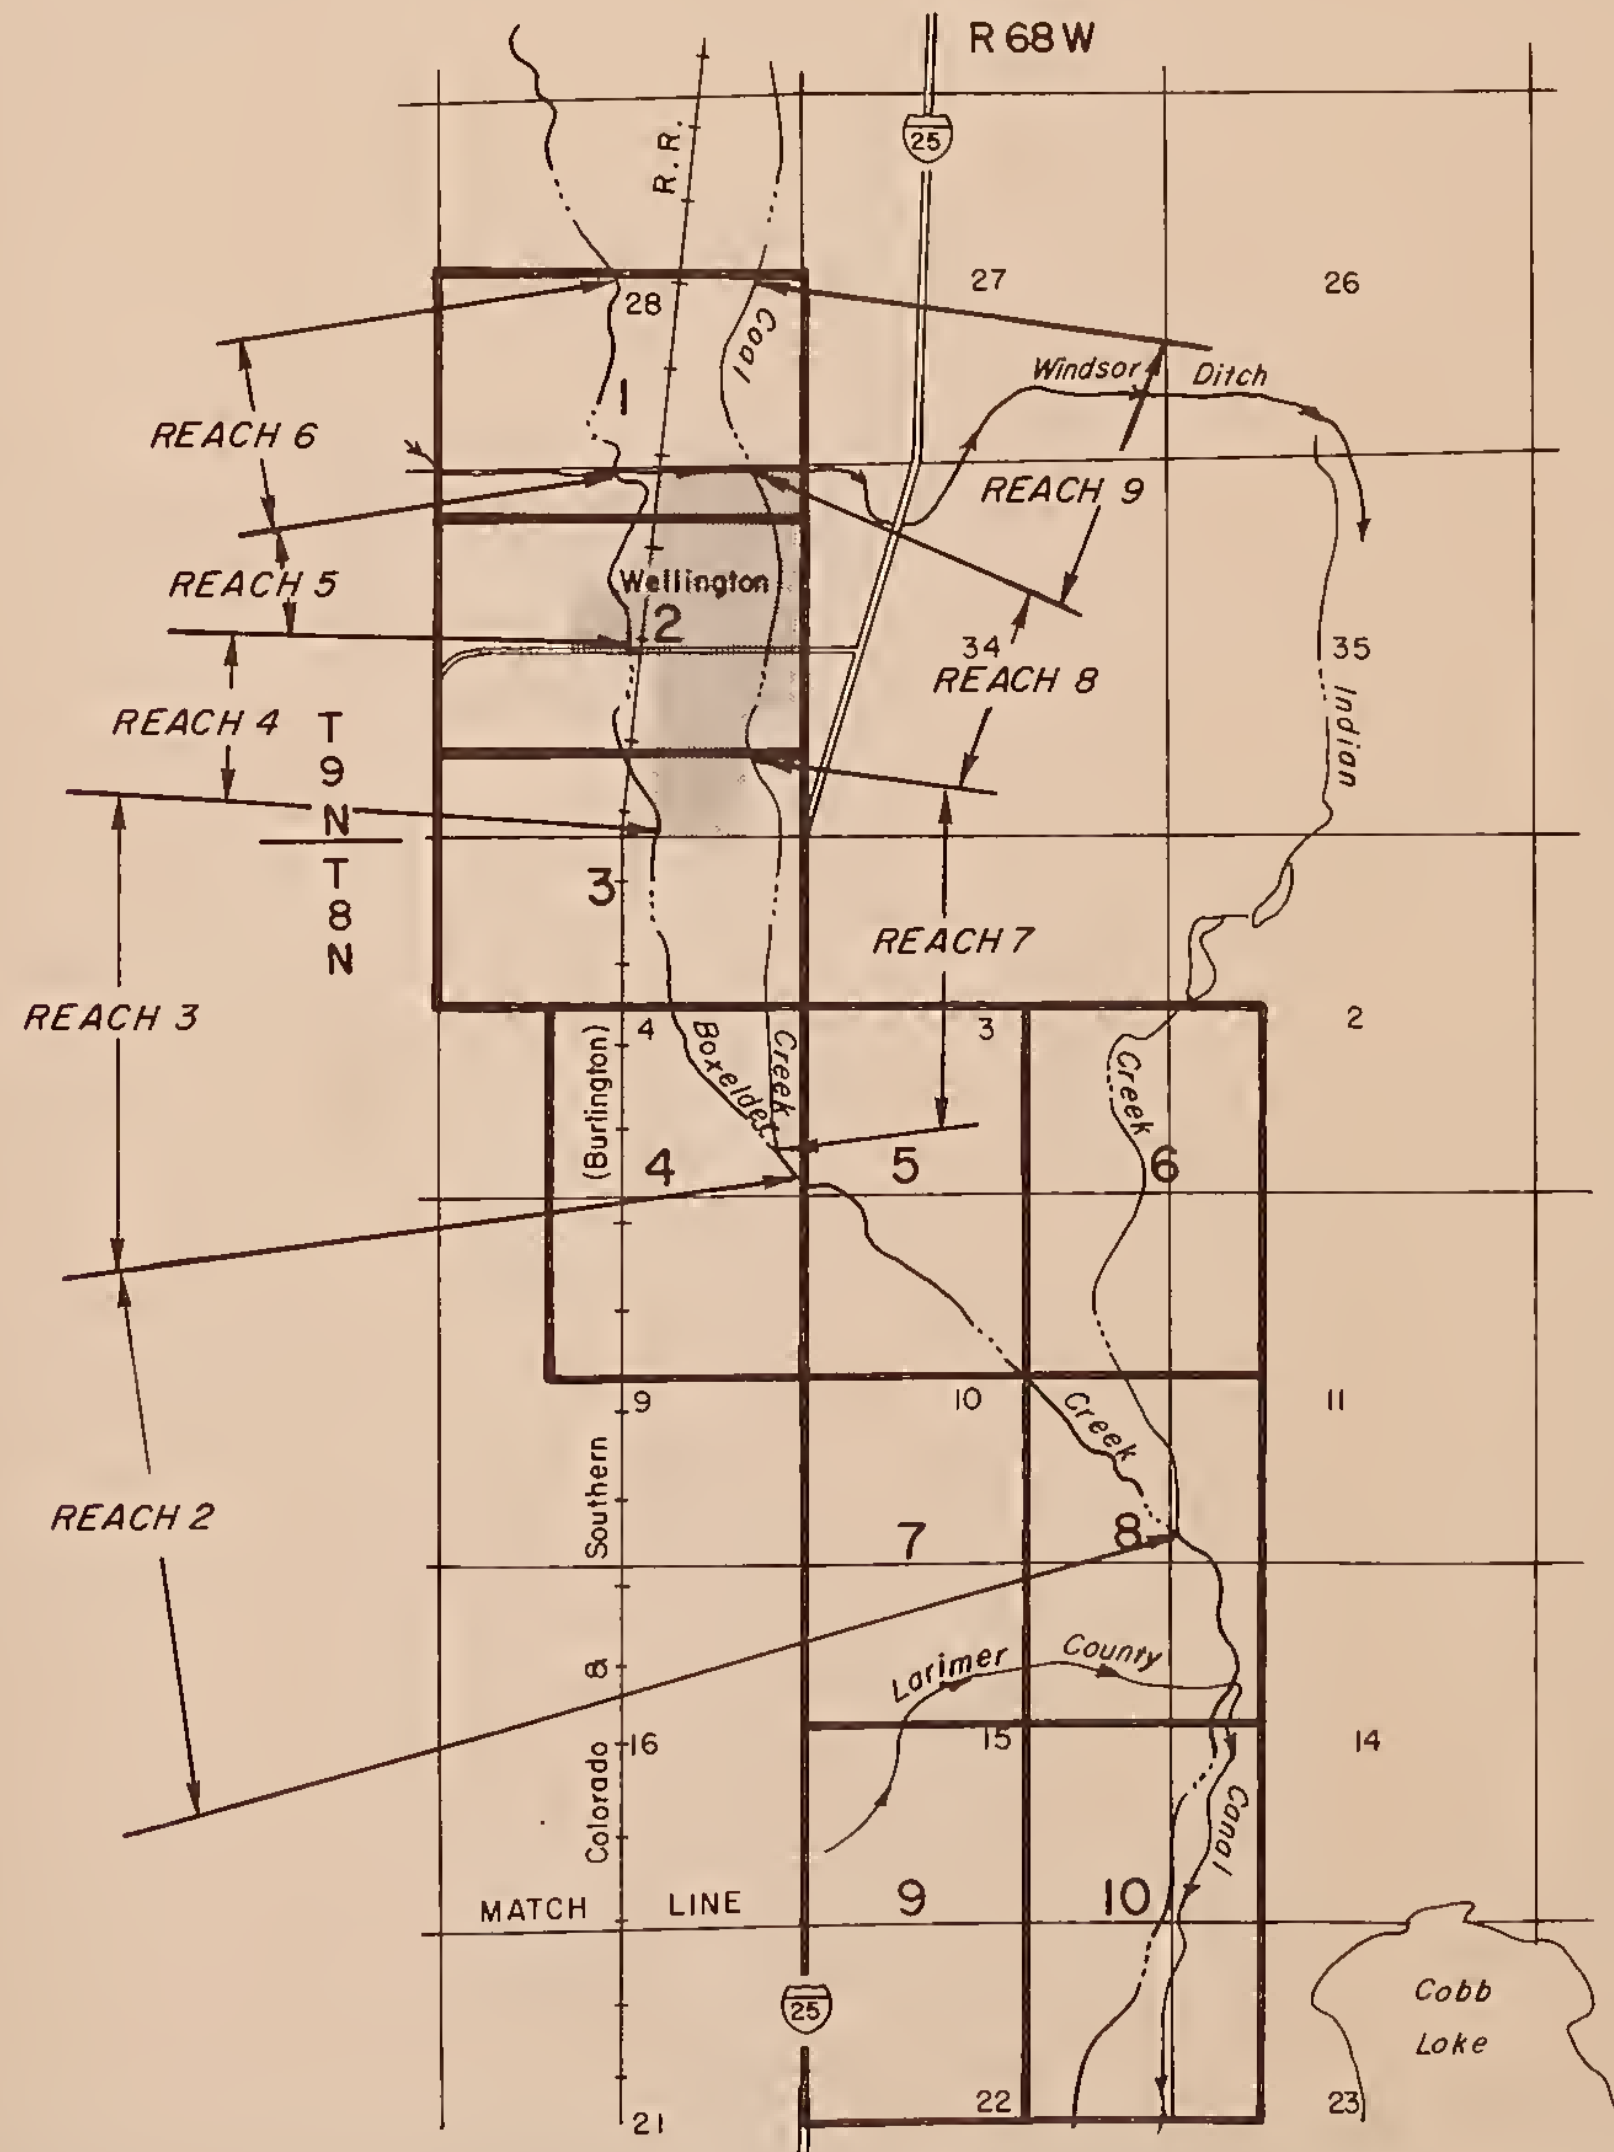 R 68 W
25
R. R.
27
26
28
Coal
Windsor Ditch
1
REACH 6
REACH 9
REACH 5
Wellington
2
34
35
REACH 8
Indian
REACH 4
T
9
N
T
8
N
3
REACH 7
REACH 3
4
3
2
Boxelder
Creek
Creek
(Burlington)
4
5
6
9
10
11
Creek
Southern
REACH 2
7
8
Larimer County
&
16
15
14
Colorado
Canal
MATCH LINE
9
10
25
Cobb
Lake
22
23
21